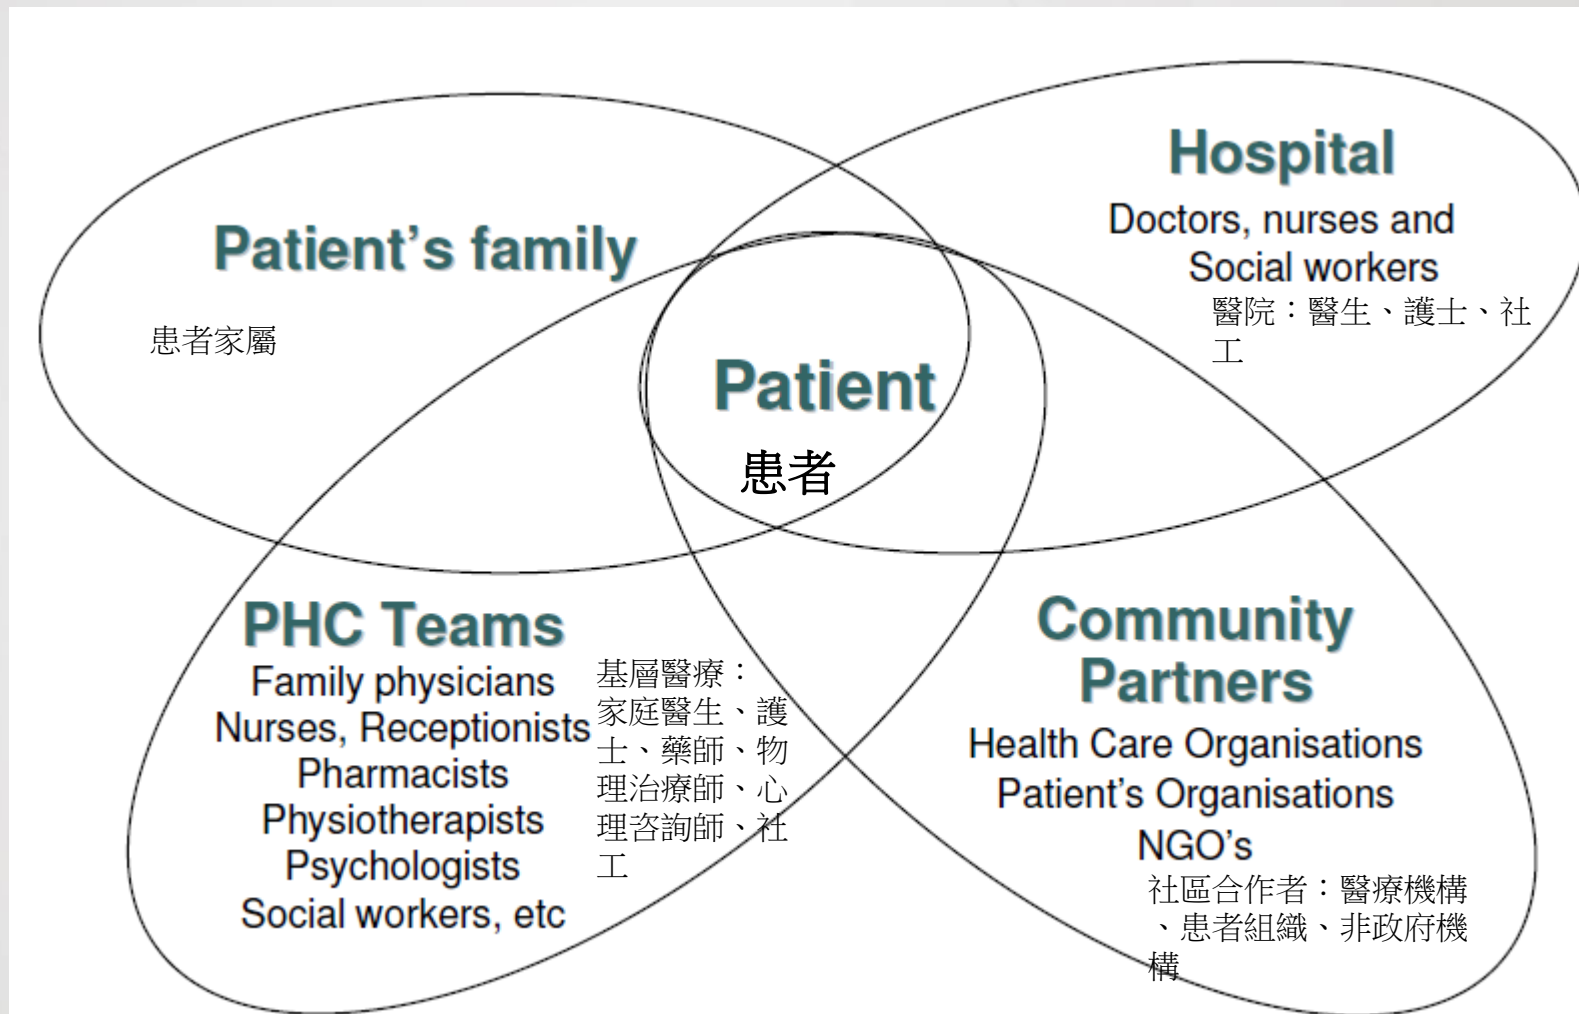 Patient's family
患者家屬
Hospital
Doctors, nurses and
Social workers
醫院：醫生、護士、社
工
Patient
患者
PHC Teams
Family physicians
Nurses, Receptionists
Pharmacists
Physiotherapists
Psychologists
Social workers, etc
基層醫療：
家庭醫生、護
士、藥師、物
理治療師、心
理咨詢師、社
工
Community
Partners
Health Care Organisations
Patient's Organisations
NGO's
社區合作者：醫療機構
、患者組織、非政府機
構